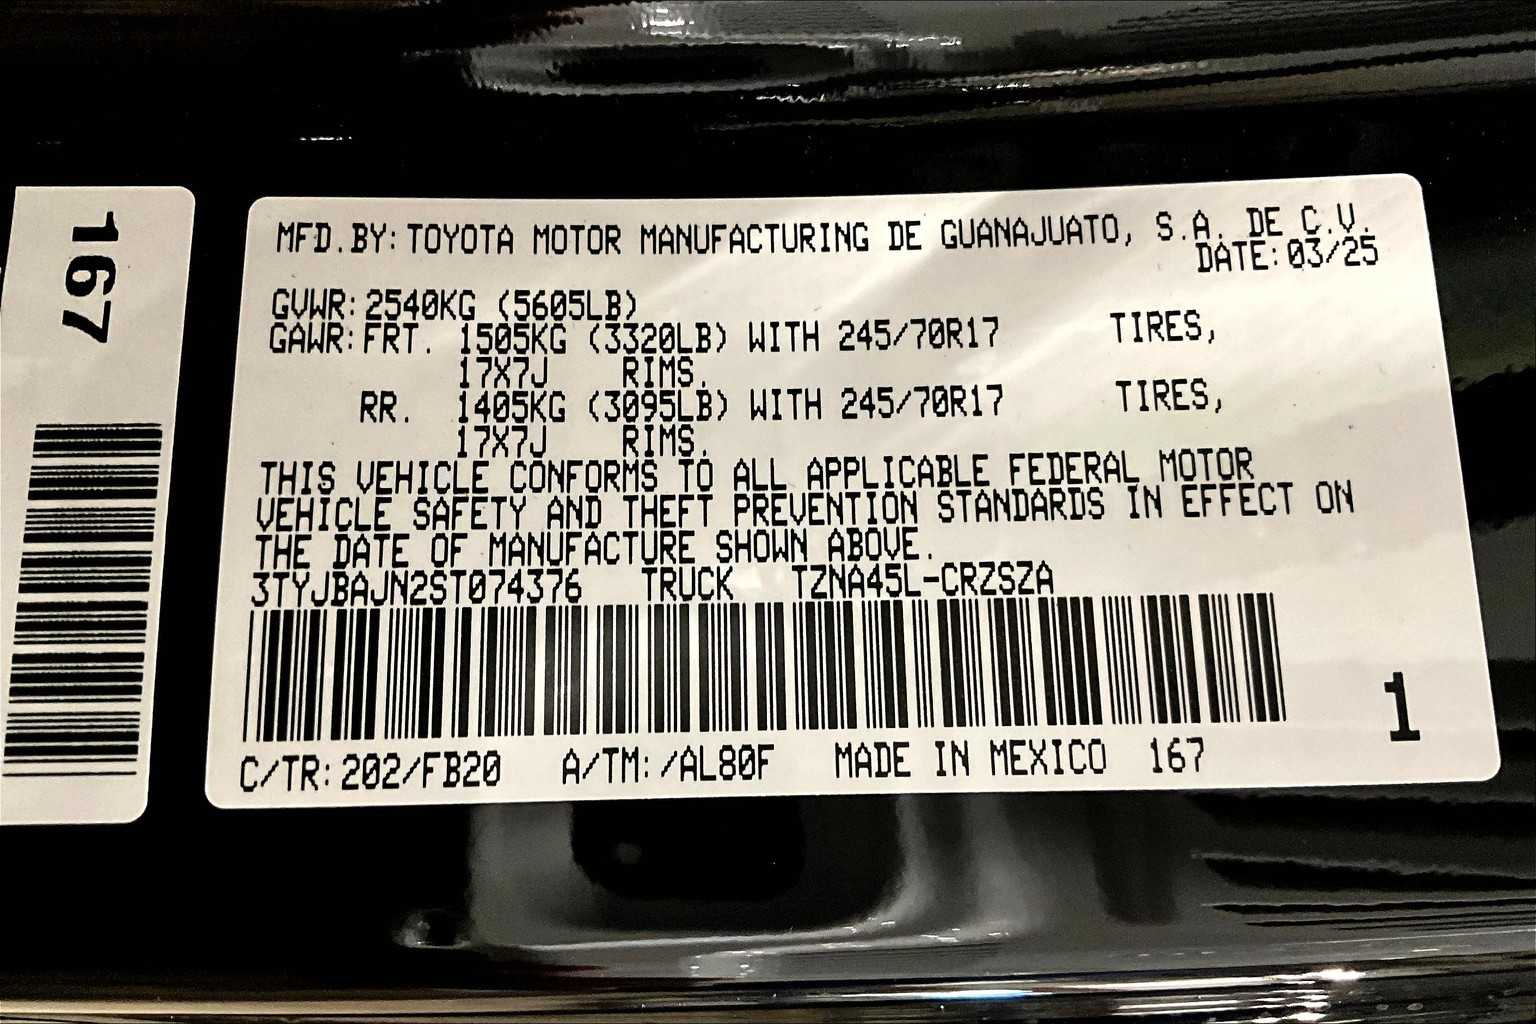 167
MFD.BY: TOYOTA MOTOR MANUFACTURING DE GUANAJUATO, S.A. DE C.V.
DATE: 03/25
GVWR: 2540KG (5605LB)
GAWR: FRT. 1505KG (3320LB) WITH 245/70R17 TIRES,
17X7J RIMS.
RR. 1405KG (3095LB) WITH 245/70R17 TIRES,
17X7J RIMS.
THIS VEHICLE CONFORMS TO ALL APPLICABLE FEDERAL MOTOR
VEHICLE SAFETY AND THEFT PREVENTION STANDARDS IN EFFECT ON
THE DATE OF MANUFACTURE SHOWN ABOVE.
3TYJBAJN2ST074376 TRUCK TZNA45L-CRZSZA
1
C/TR: 202/FB20 A/TM: /AL80F MADE IN MEXICO 167